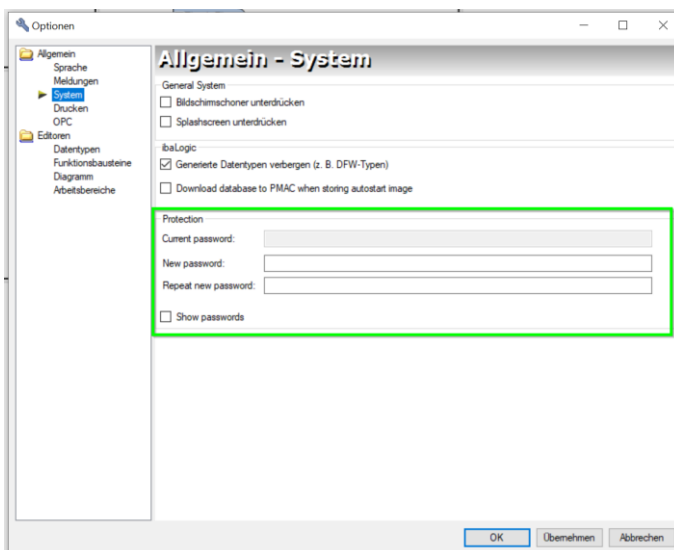 Optionen
Allgemein
Sprache
Meldungen
System
Drucken
OPC
Editoren
Datentypen
Funktionsbausteine
Diagramm
Arbeitsbereiche
Allgemein - System
General System
Bildschirmschoner unterdrücken
Splashscreen unterdrücken
ibaLogic
Generierte Datentypen verbergen (z. B. DFW-Typen)
Download database to PMAC when storing autostart image
Protection
Current password:
New password:
Repeat new password:
Show passwords
OK Übernehmen Abbrechen